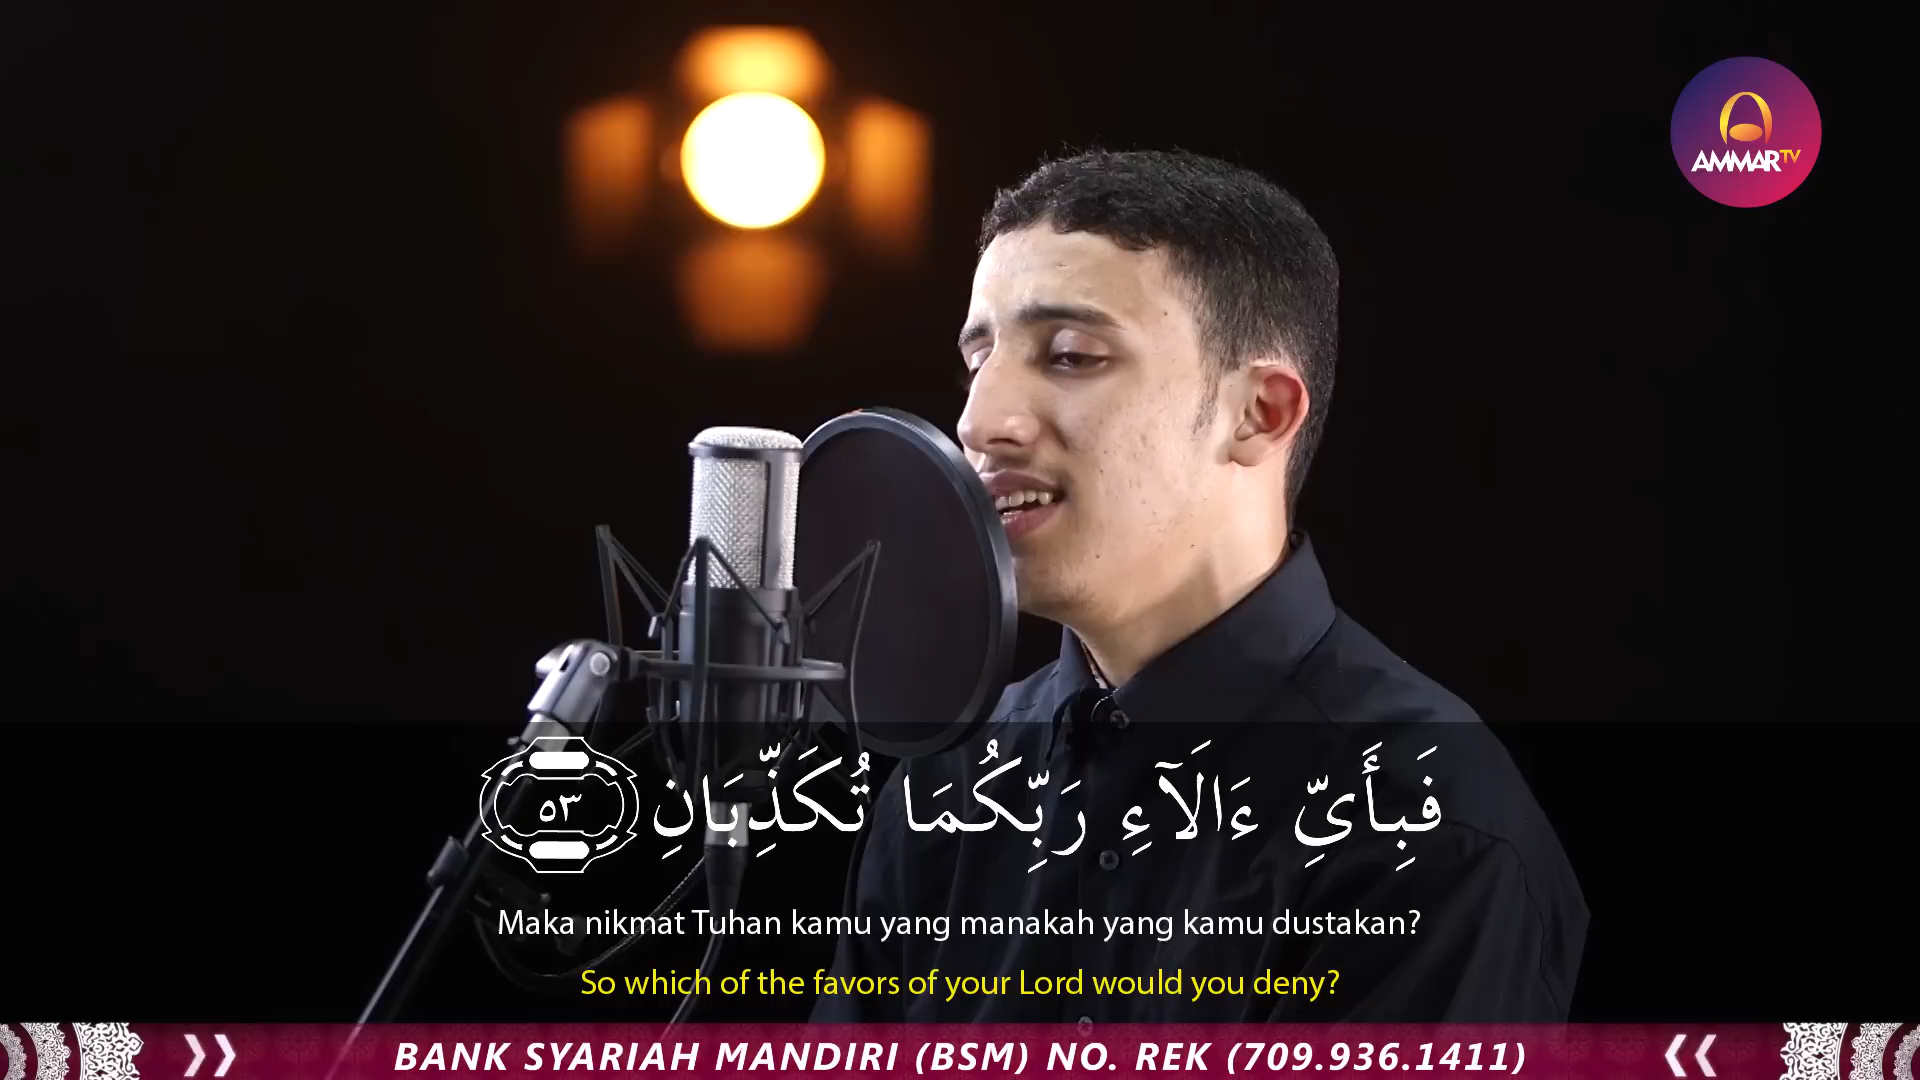 AMMAR TV
فَبِأَىِّ ءَالَآءِ رَبِّكُمَا تُكَذِّبَانِ ٥٣
Maka nikmat Tuhan kamu yang manakah yang kamu dustakan?
So which of the favors of your Lord would you deny?
BANK SYARIAH MANDIRI (BSM) NO. REK (709.936.1411)